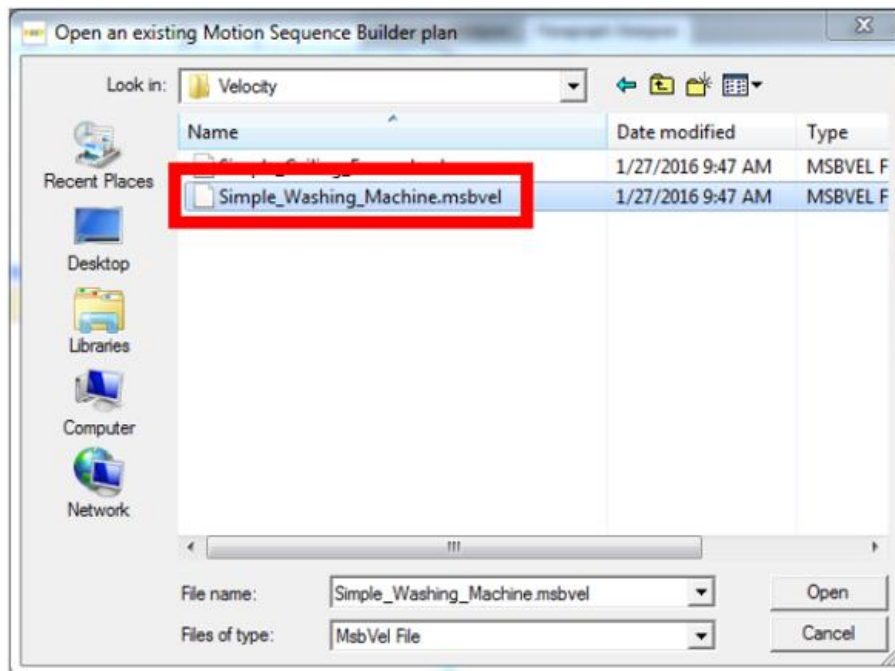 Open an existing Motion Sequence Builder plan
Look in: Velocity
Name Date modified Type
1/27/2016 9:47 AM MSBVEL F
Simple_Washing_Machine.msbvel 1/27/2016 9:47 AM MSBVEL F
Recent Places
Desktop
Libraries
Computer
Network
File name: Simple_Washing_Machine.msbvel Open
Files of type: MsbVel File Cancel